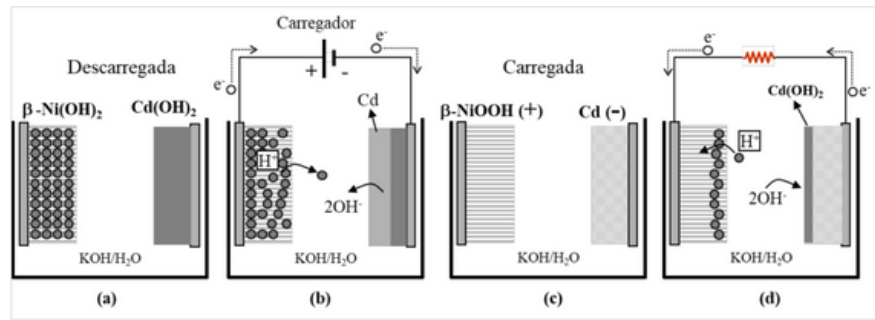 Descarregada
β-Ni(OH)₂ Cd(OH)₂
KOH/H₂O
(a)
Carregador
e⁻
e⁻
+ -
Cd
H⁺
2OH⁻
KOH/H₂O
(b)
Carregada
β-NiOOH (+) Cd (−)
KOH/H₂O
(c)
e⁻
Cd(OH)₂
e⁻
H⁺
2OH⁻
KOH/H₂O
(d)